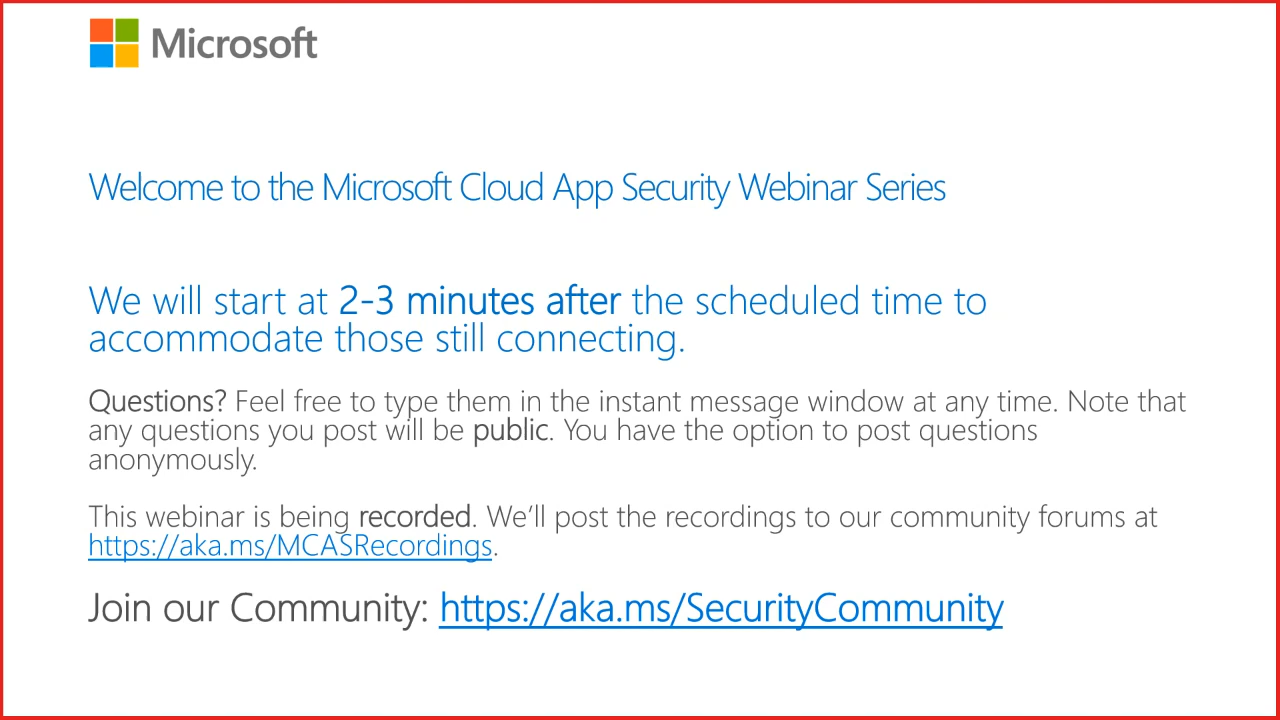 Microsoft
Welcome to the Microsoft Cloud App Security Webinar Series
We will start at 2-3 minutes after the scheduled time to
accommodate those still connecting.
Questions? Feel free to type them in the instant message window at any time. Note that
any questions you post will be public. You have the option to post questions
anonymously.
This webinar is being recorded. We’ll post the recordings to our community forums at
https://aka.ms/MCASRecordings.
Join our Community: https://aka.ms/SecurityCommunity